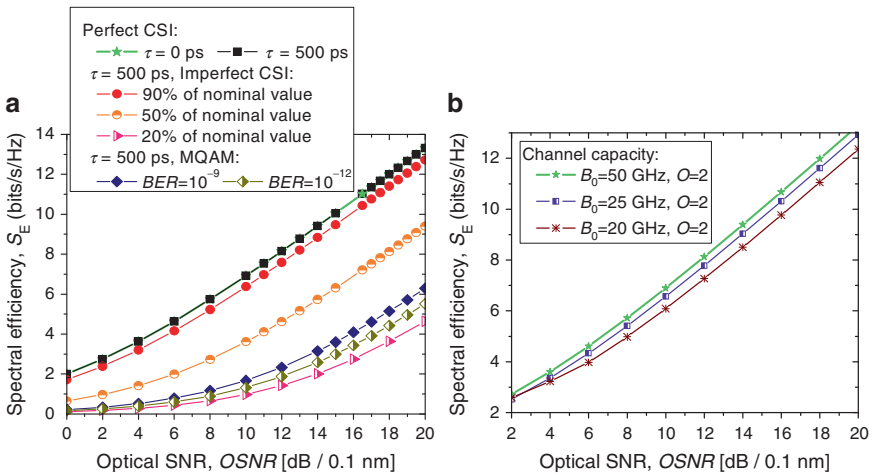 Perfect CSI:
τ = 0 ps τ = 500 ps
τ = 500 ps, Imperfect CSI:
90% of nominal value
50% of nominal value
20% of nominal value
τ = 500 ps, MQAM:
BER=10⁻⁹ BER=10⁻¹²
a
14
12
10
8
6
4
2
0
Spectral efficiency, S_E (bits/s/Hz)
0 2 4 6 8 10 12 14 16 18 20
Optical SNR, OSNR [dB / 0.1 nm]
b
Channel capacity:
B₀=50 GHz, O=2
B₀=25 GHz, O=2
B₀=20 GHz, O=2
12
10
8
6
4
2
Spectral efficiency, S_E (bits/s/Hz)
2 4 6 8 10 12 14 16 18 20
Optical SNR, OSNR [dB / 0.1 nm]